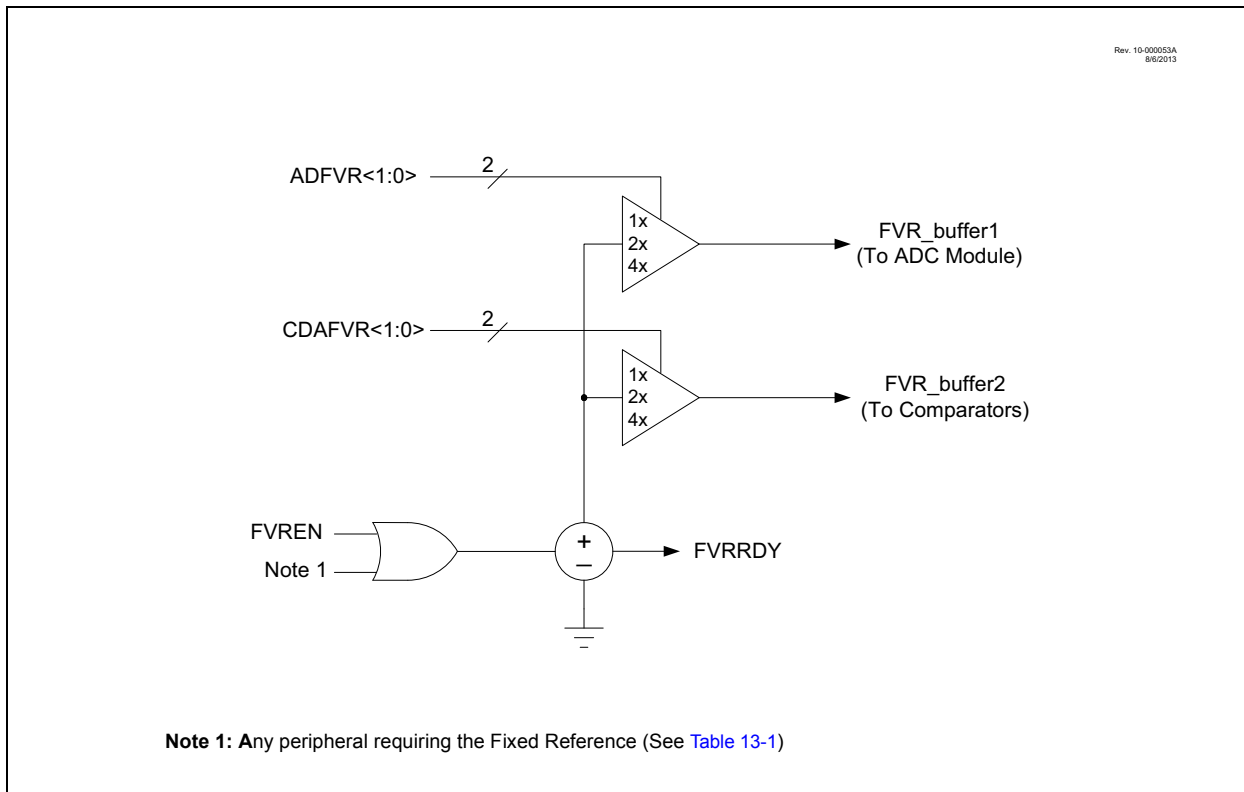 Rev. 10-000053A
8/6/2013
ADFVR<1:0>
2
1x
2x
4x
FVR_buffer1
(To ADC Module)
CDAFVR<1:0>
2
1x
2x
4x
FVR_buffer2
(To Comparators)
FVREN
Note 1
+
–
FVRRDY
Note 1: Any peripheral requiring the Fixed Reference (See Table 13-1)